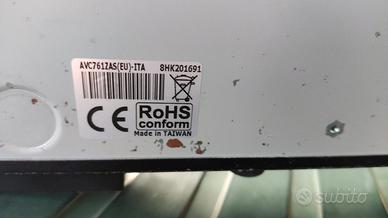 AVC761ZAS(EU)-ITA 8HK201691
CE RoHS
conform
Made in TAIWAN
subito